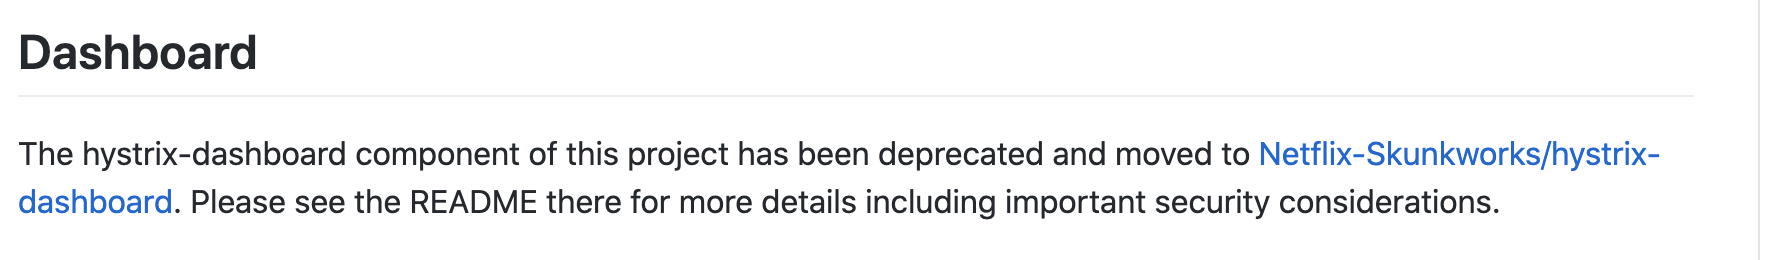 Dashboard
The hystrix-dashboard component of this project has been deprecated and moved to Netflix-Skunkworks/hystrix-
dashboard. Please see the README there for more details including important security considerations.